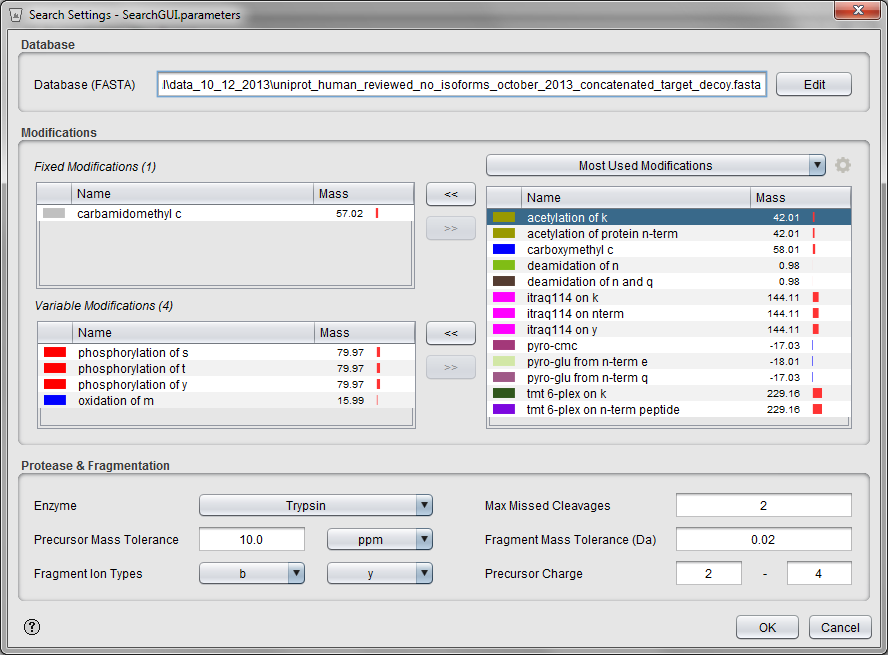 Search Settings - SearchGUI.parameters
Database
Database (FASTA) l\data_10_12_2013\uniprot_human_reviewed_no_isoforms_october_2013_concatenated_target_decoy.fasta Edit
Modifications
Fixed Modifications (1)
Name Mass
carbamidomethyl c 57.02
<<
>>
Variable Modifications (4)
Name Mass
phosphorylation of s 79.97
phosphorylation of t 79.97
phosphorylation of y 79.97
oxidation of m 15.99
<<
>>
Most Used Modifications
Name Mass
acetylation of k 42.01
acetylation of protein n-term 42.01
carboxymethyl c 58.01
deamidation of n 0.98
deamidation of n and q 0.98
itraq114 on k 144.11
itraq114 on nterm 144.11
itraq114 on y 144.11
pyro-cmc -17.03
pyro-glu from n-term e -18.01
pyro-glu from n-term q -17.03
tmt 6-plex on k 229.16
tmt 6-plex on n-term peptide 229.16
Protease & Fragmentation
Enzyme Trypsin Max Missed Cleavages 2
Precursor Mass Tolerance 10.0 ppm Fragment Mass Tolerance (Da) 0.02
Fragment Ion Types b y Precursor Charge 2 - 4
? OK Cancel